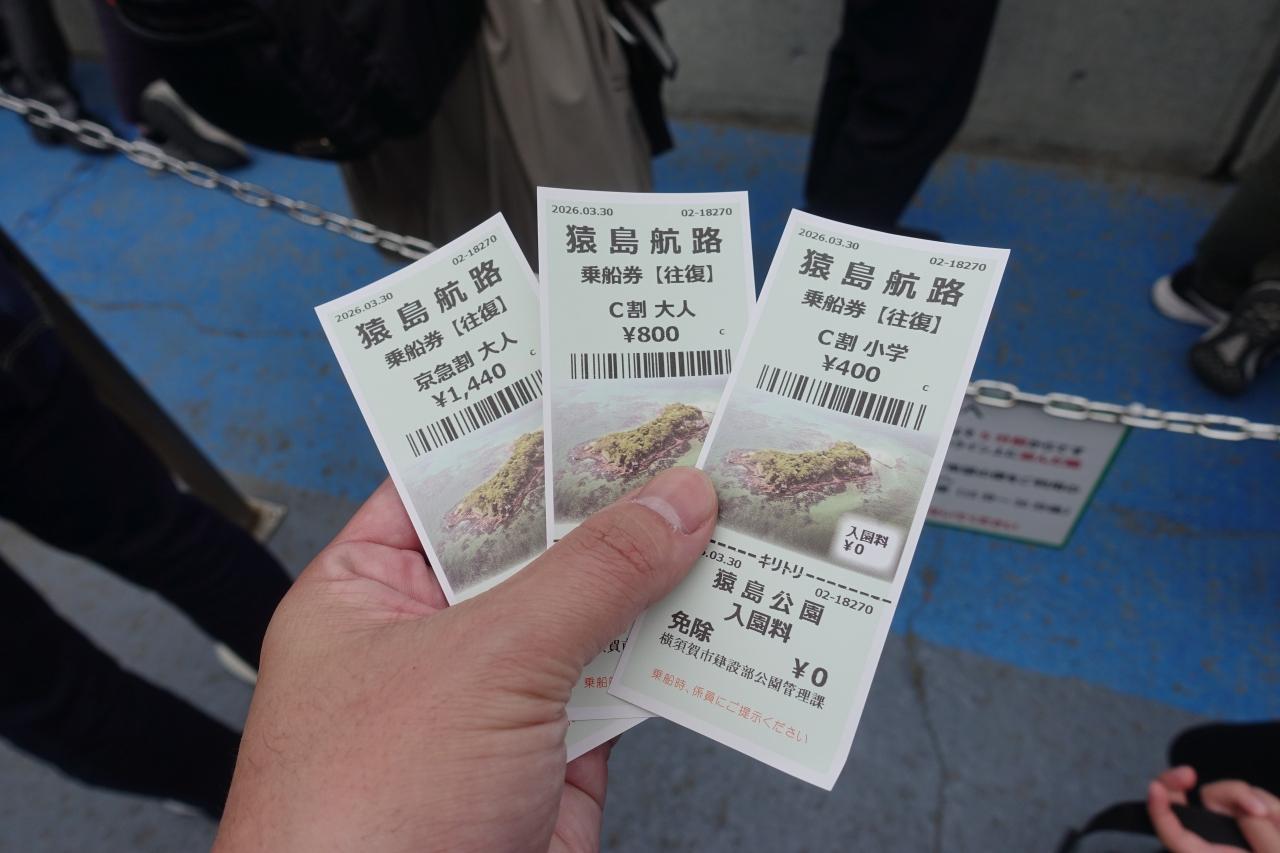 2026.03.30 02-18270
猿島航路
乗船券【往復】
京急割 大人
¥1,440
c
2026.03.30 02-18270
猿島航路
乗船券【往復】
C割 大人
¥800
c
乗船
2026.03.30 02-18270
猿島航路
乗船券【往復】
C割 小学
¥400
c
入園料
¥0
キリトリ
.03.30 02-18270
猿島公園
入園料
免除 ¥0
横須賀市建設部公園管理課
乗船時、係員にご提示ください